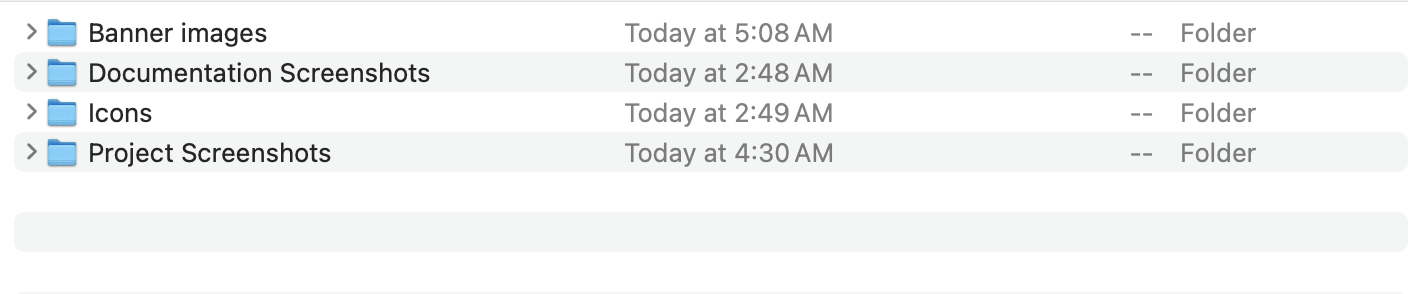 Banner images Today at 5:08 AM -- Folder
Documentation Screenshots Today at 2:48 AM -- Folder
Icons Today at 2:49 AM -- Folder
Project Screenshots Today at 4:30 AM -- Folder